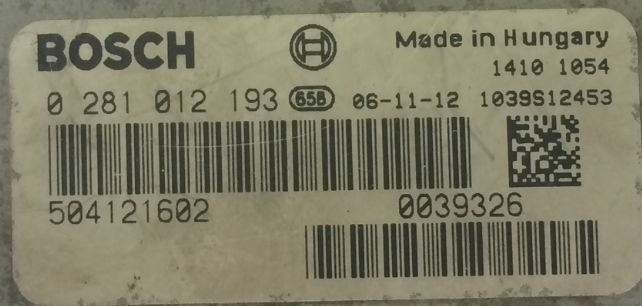 BOSCH
Made in Hungary
1410 1054
0 281 012 193 65B 06-11-12 1039S12453
504121602
0039326